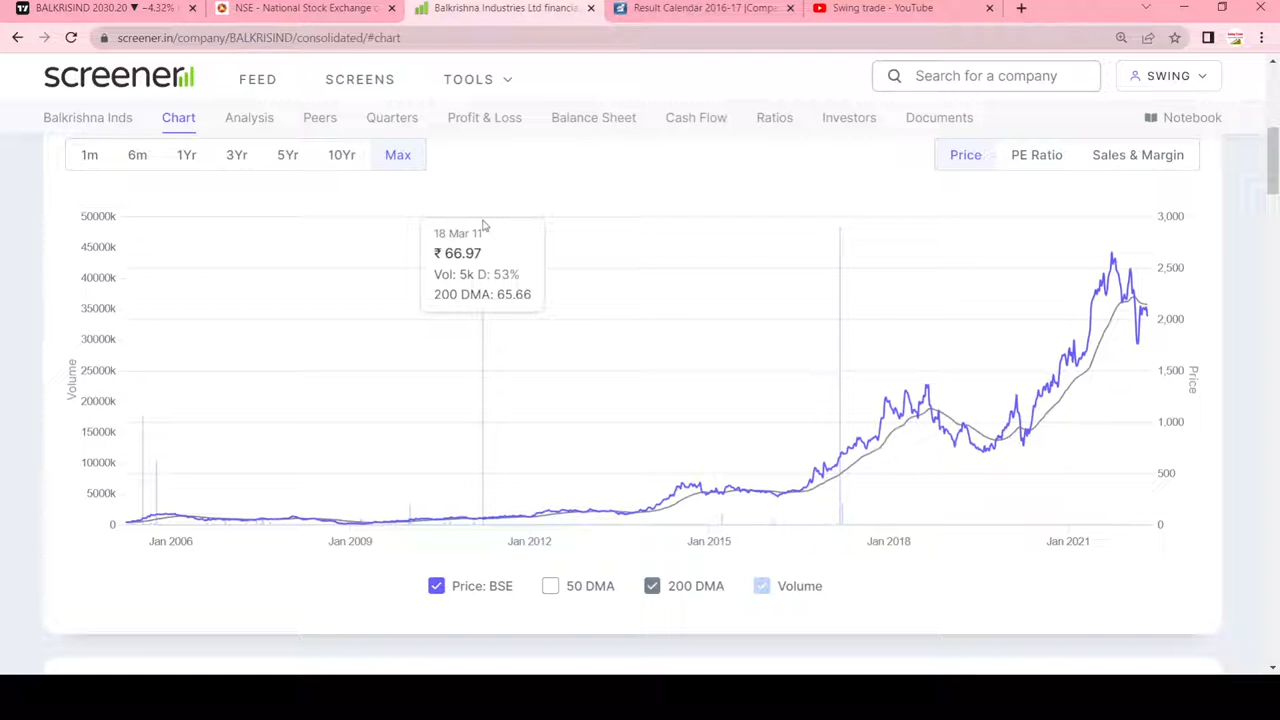 BALKRISIND 2030.20 ▼ −4.32%
NSE - National Stock Exchange
Balkrishna Industries Ltd financia
Result Calendar 2016-17 |Compa
Swing trade - YouTube
screener.in/company/BALKRISIND/consolidated/#chart
screener
FEED
SCREENS
TOOLS
Search for a company
SWING
Balkrishna Inds
Chart
Analysis
Peers
Quarters
Profit & Loss
Balance Sheet
Cash Flow
Ratios
Investors
Documents
Notebook
1m
6m
1Yr
3Yr
5Yr
10Yr
Max
Price
PE Ratio
Sales & Margin
50000k
45000k
40000k
35000k
30000k
25000k
20000k
15000k
10000k
5000k
0
Volume
18 Mar 11
₹ 66.97
Vol: 5k D: 53%
200 DMA: 65.66
3,000
2,500
2,000
1,500
1,000
500
0
Price
Jan 2006
Jan 2009
Jan 2012
Jan 2015
Jan 2018
Jan 2021
Price: BSE
50 DMA
200 DMA
Volume